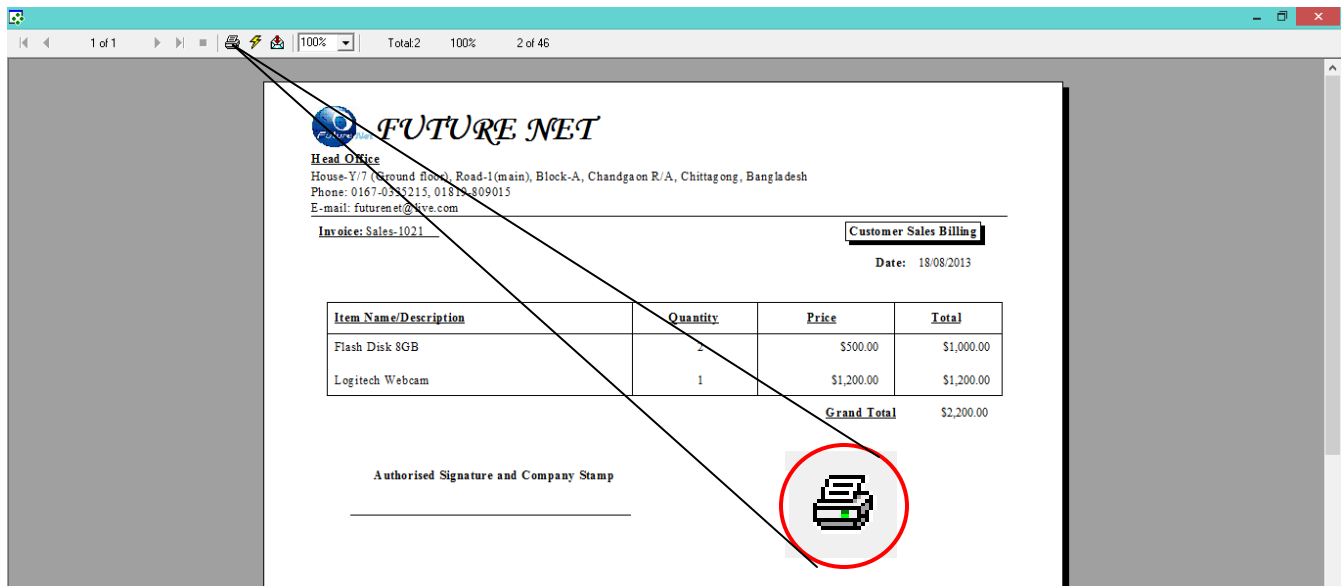 1 of 1 100% Total:2 100% 2 of 46
Future Net FUTURE NET
Head Office
House-Y/7 (Ground floor), Road-1(main), Block-A, Chandgaon R/A, Chittagong, Bangladesh
Phone: 0167-0335215, 01819-809015
E-mail: futurenet@live.com
Invoice: Sales-1021 Customer Sales Billing
Date: 18/08/2013
Item Name/Description Quantity Price Total
Flash Disk 8GB 2 $500.00 $1,000.00
Logitech Webcam 1 $1,200.00 $1,200.00
Grand Total $2,200.00
Authorised Signature and Company Stamp